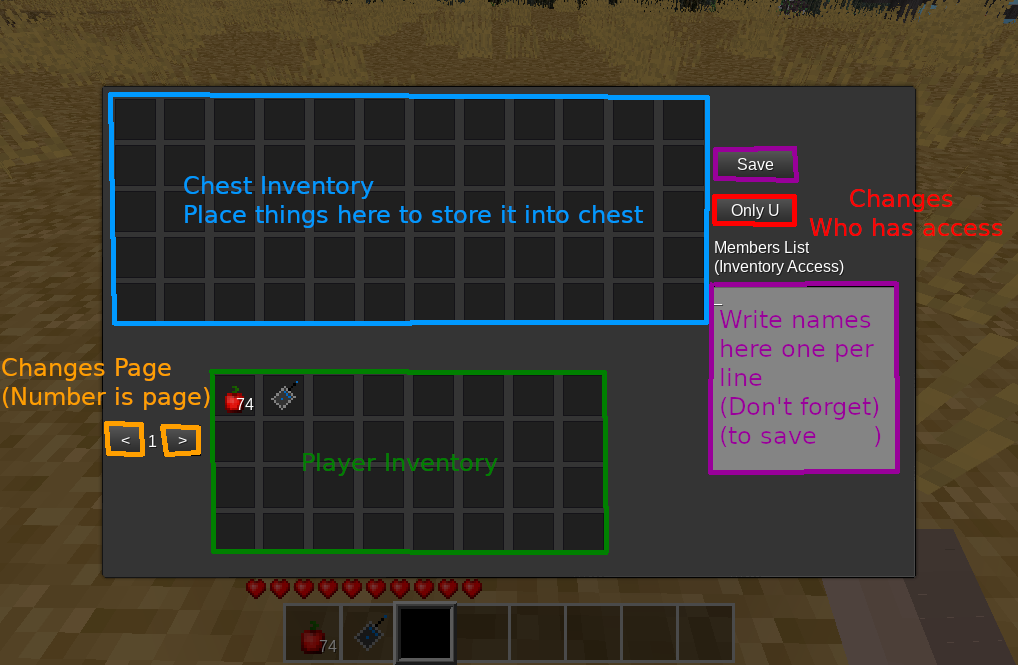 Chest Inventory
Place things here to store it into chest
Save
Only U
Changes
Who has access
Members List
(Inventory Access)
_
Write names
here one per
line
(Don't forget)
(to save )
Changes Page
(Number is page)
< 1 >
74
Player Inventory
74